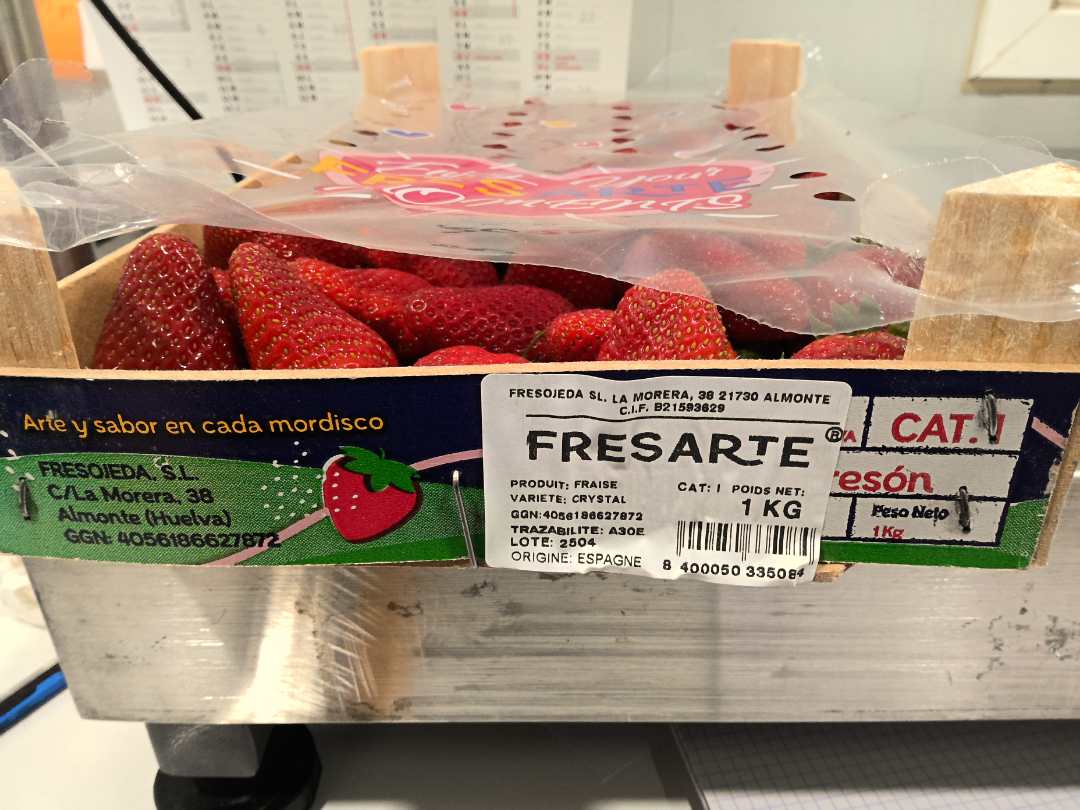 FRESARTE
Arte y sabor en cada mordisco
FRESOJEDA, S.L.
C/La Morera, 38
Almonte (Huelva)
GGN: 4056186627872
FRESOJEDA SL. LA MORERA, 38 21730 ALMONTE
C.I.F. B21593629
FRESARTE®
PRODUIT: FRAISE
CAT: I POIDS NET:
VARIETE: CRYSTAL
1 KG
GGN:4056186627872
TRAZABILITE: A30E
LOTE: 2504
ORIGINE: ESPAGNE
8 400050 335084
CAT. I
resón
Peso Neto
1Kg